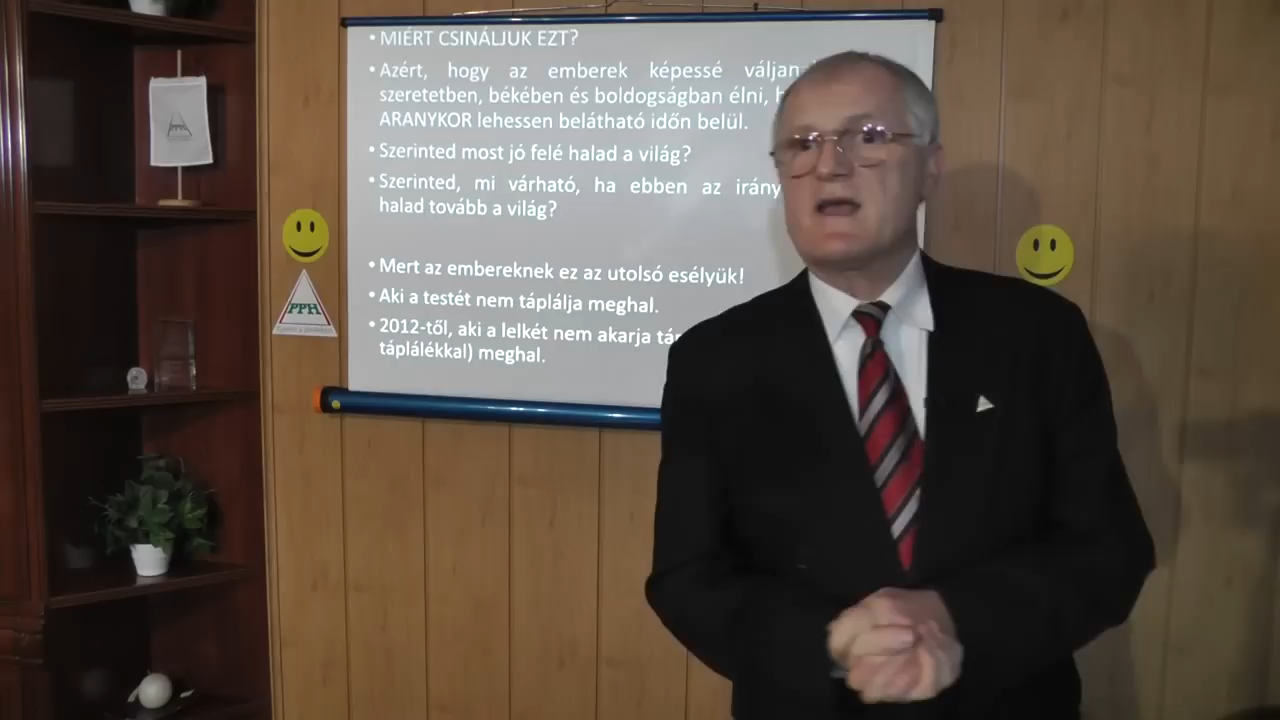 • MIÉRT CSINÁLJUK EZT?
• Azért, hogy az emberek képessé váljan
szeretetben, békében és boldogságban élni, h
ARANYKOR lehessen belátható időn belül.
• Szerinted most jó felé halad a világ?
• Szerinted, mi várható, ha ebben az irány
halad tovább a világ?
• Mert az embereknek ez az utolsó esélyük!
• Aki a testét nem táplálja meghal.
• 2012-től, aki a lelkét nem akarja táp
táplálékkal) meghal.
PPH
PPH